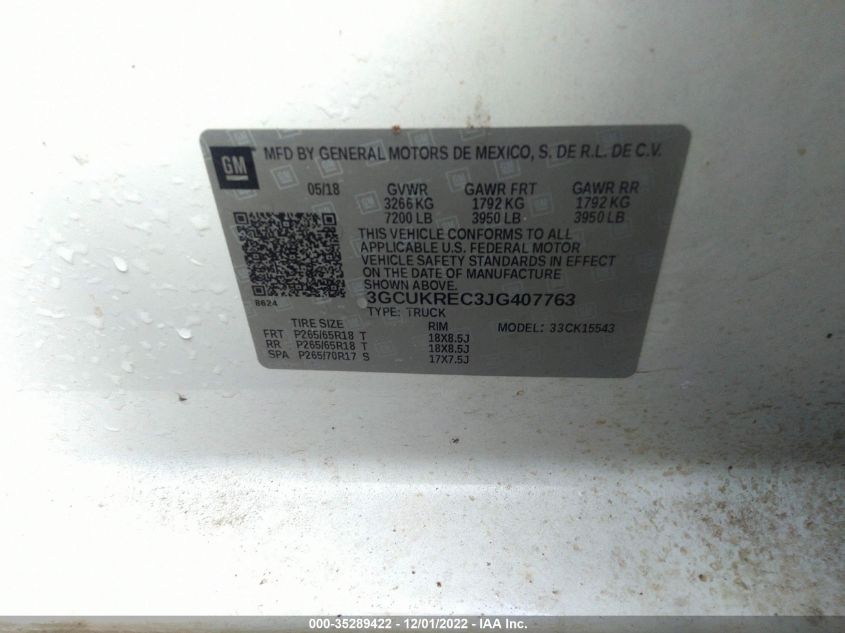 GM MFD BY GENERAL MOTORS DE MEXICO, S. DE R.L. DE C.V.
05/18 GVWR GAWR FRT GAWR RR
3266 KG 1792 KG 1792 KG
7200 LB 3950 LB 3950 LB
THIS VEHICLE CONFORMS TO ALL
APPLICABLE U.S. FEDERAL MOTOR
VEHICLE SAFETY STANDARDS IN EFFECT
ON THE DATE OF MANUFACTURE
SHOWN ABOVE.
8624 3GCUKREC3JG407763
TYPE: TRUCK
TIRE SIZE RIM MODEL: 33CK15543
FRT P265/65R18 T 18X8.5J
RR P265/65R18 T 18X8.5J
SPA P265/70R17 S 17X7.5J
000-35289422 - 12/01/2022 - IAA Inc.